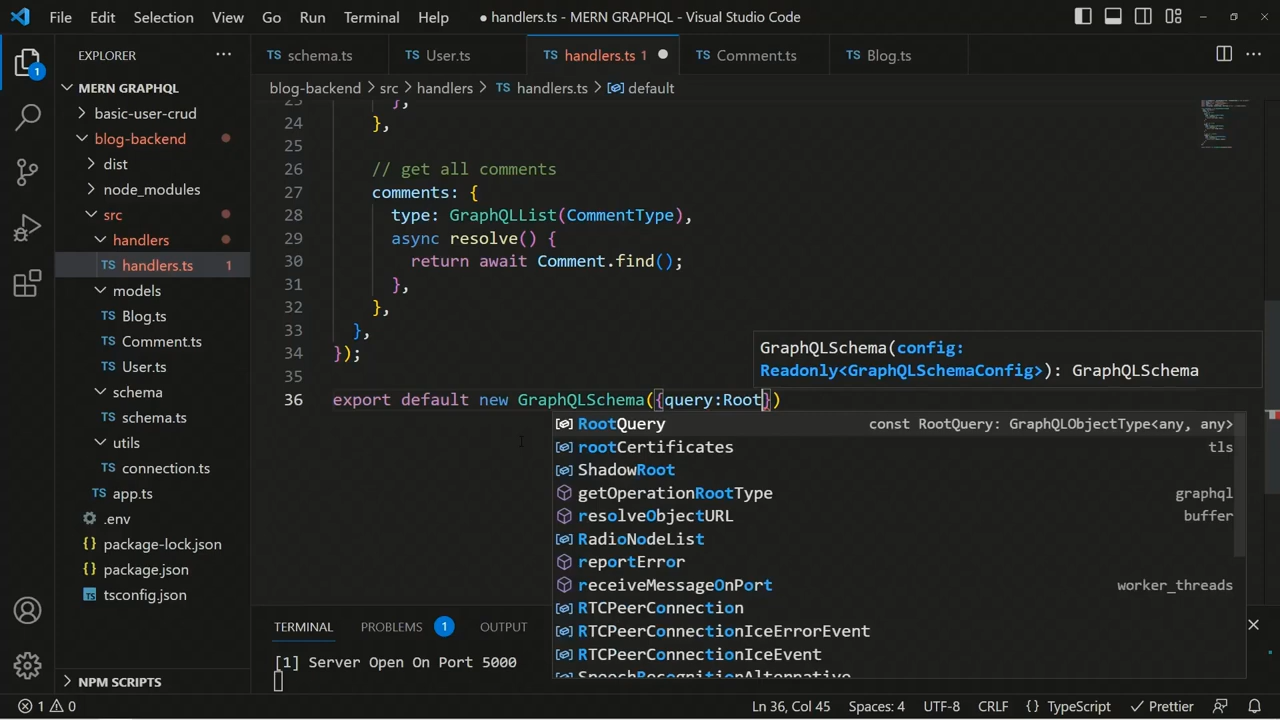 File Edit Selection View Go Run Terminal Help
● handlers.ts - MERN GRAPHQL - Visual Studio Code
EXPLORER
TS schema.ts
TS User.ts
TS handlers.ts 1
TS Comment.ts
TS Blog.ts
1
MERN GRAPHQL
basic-user-crud
blog-backend
dist
node_modules
src
handlers
TS handlers.ts 1
models
TS Blog.ts
TS Comment.ts
TS User.ts
schema
TS schema.ts
utils
TS connection.ts
TS app.ts
.env
{} package-lock.json
{} package.json
TS tsconfig.json
NPM SCRIPTS
blog-backend > src > handlers > TS handlers.ts > default
23 },
24 },
25
26 // get all comments
27 comments: {
28 type: GraphQLList(CommentType),
29 async resolve() {
30 return await Comment.find();
31 },
32 },
33 },
34 });
35
36 export default new GraphQLSchema({query:Root})
GraphQLSchema(config:
Readonly<GraphQLSchemaConfig>): GraphQLSchema
RootQuery const RootQuery: GraphQLObjectType<any, any>
rootCertificates tls
ShadowRoot
getOperationRootType graphql
resolveObjectURL buffer
RadioNodeList
reportError
receiveMessageOnPort worker_threads
RTCPeerConnection
RTCPeerConnectionIceErrorEvent
RTCPeerConnectionIceEvent
SpeechRecognitionAlternative
TERMINAL PROBLEMS 1 OUTPUT
[1] Server Open On Port 5000
1 0
Ln 36, Col 45 Spaces: 4 UTF-8 CRLF {} TypeScript Prettier